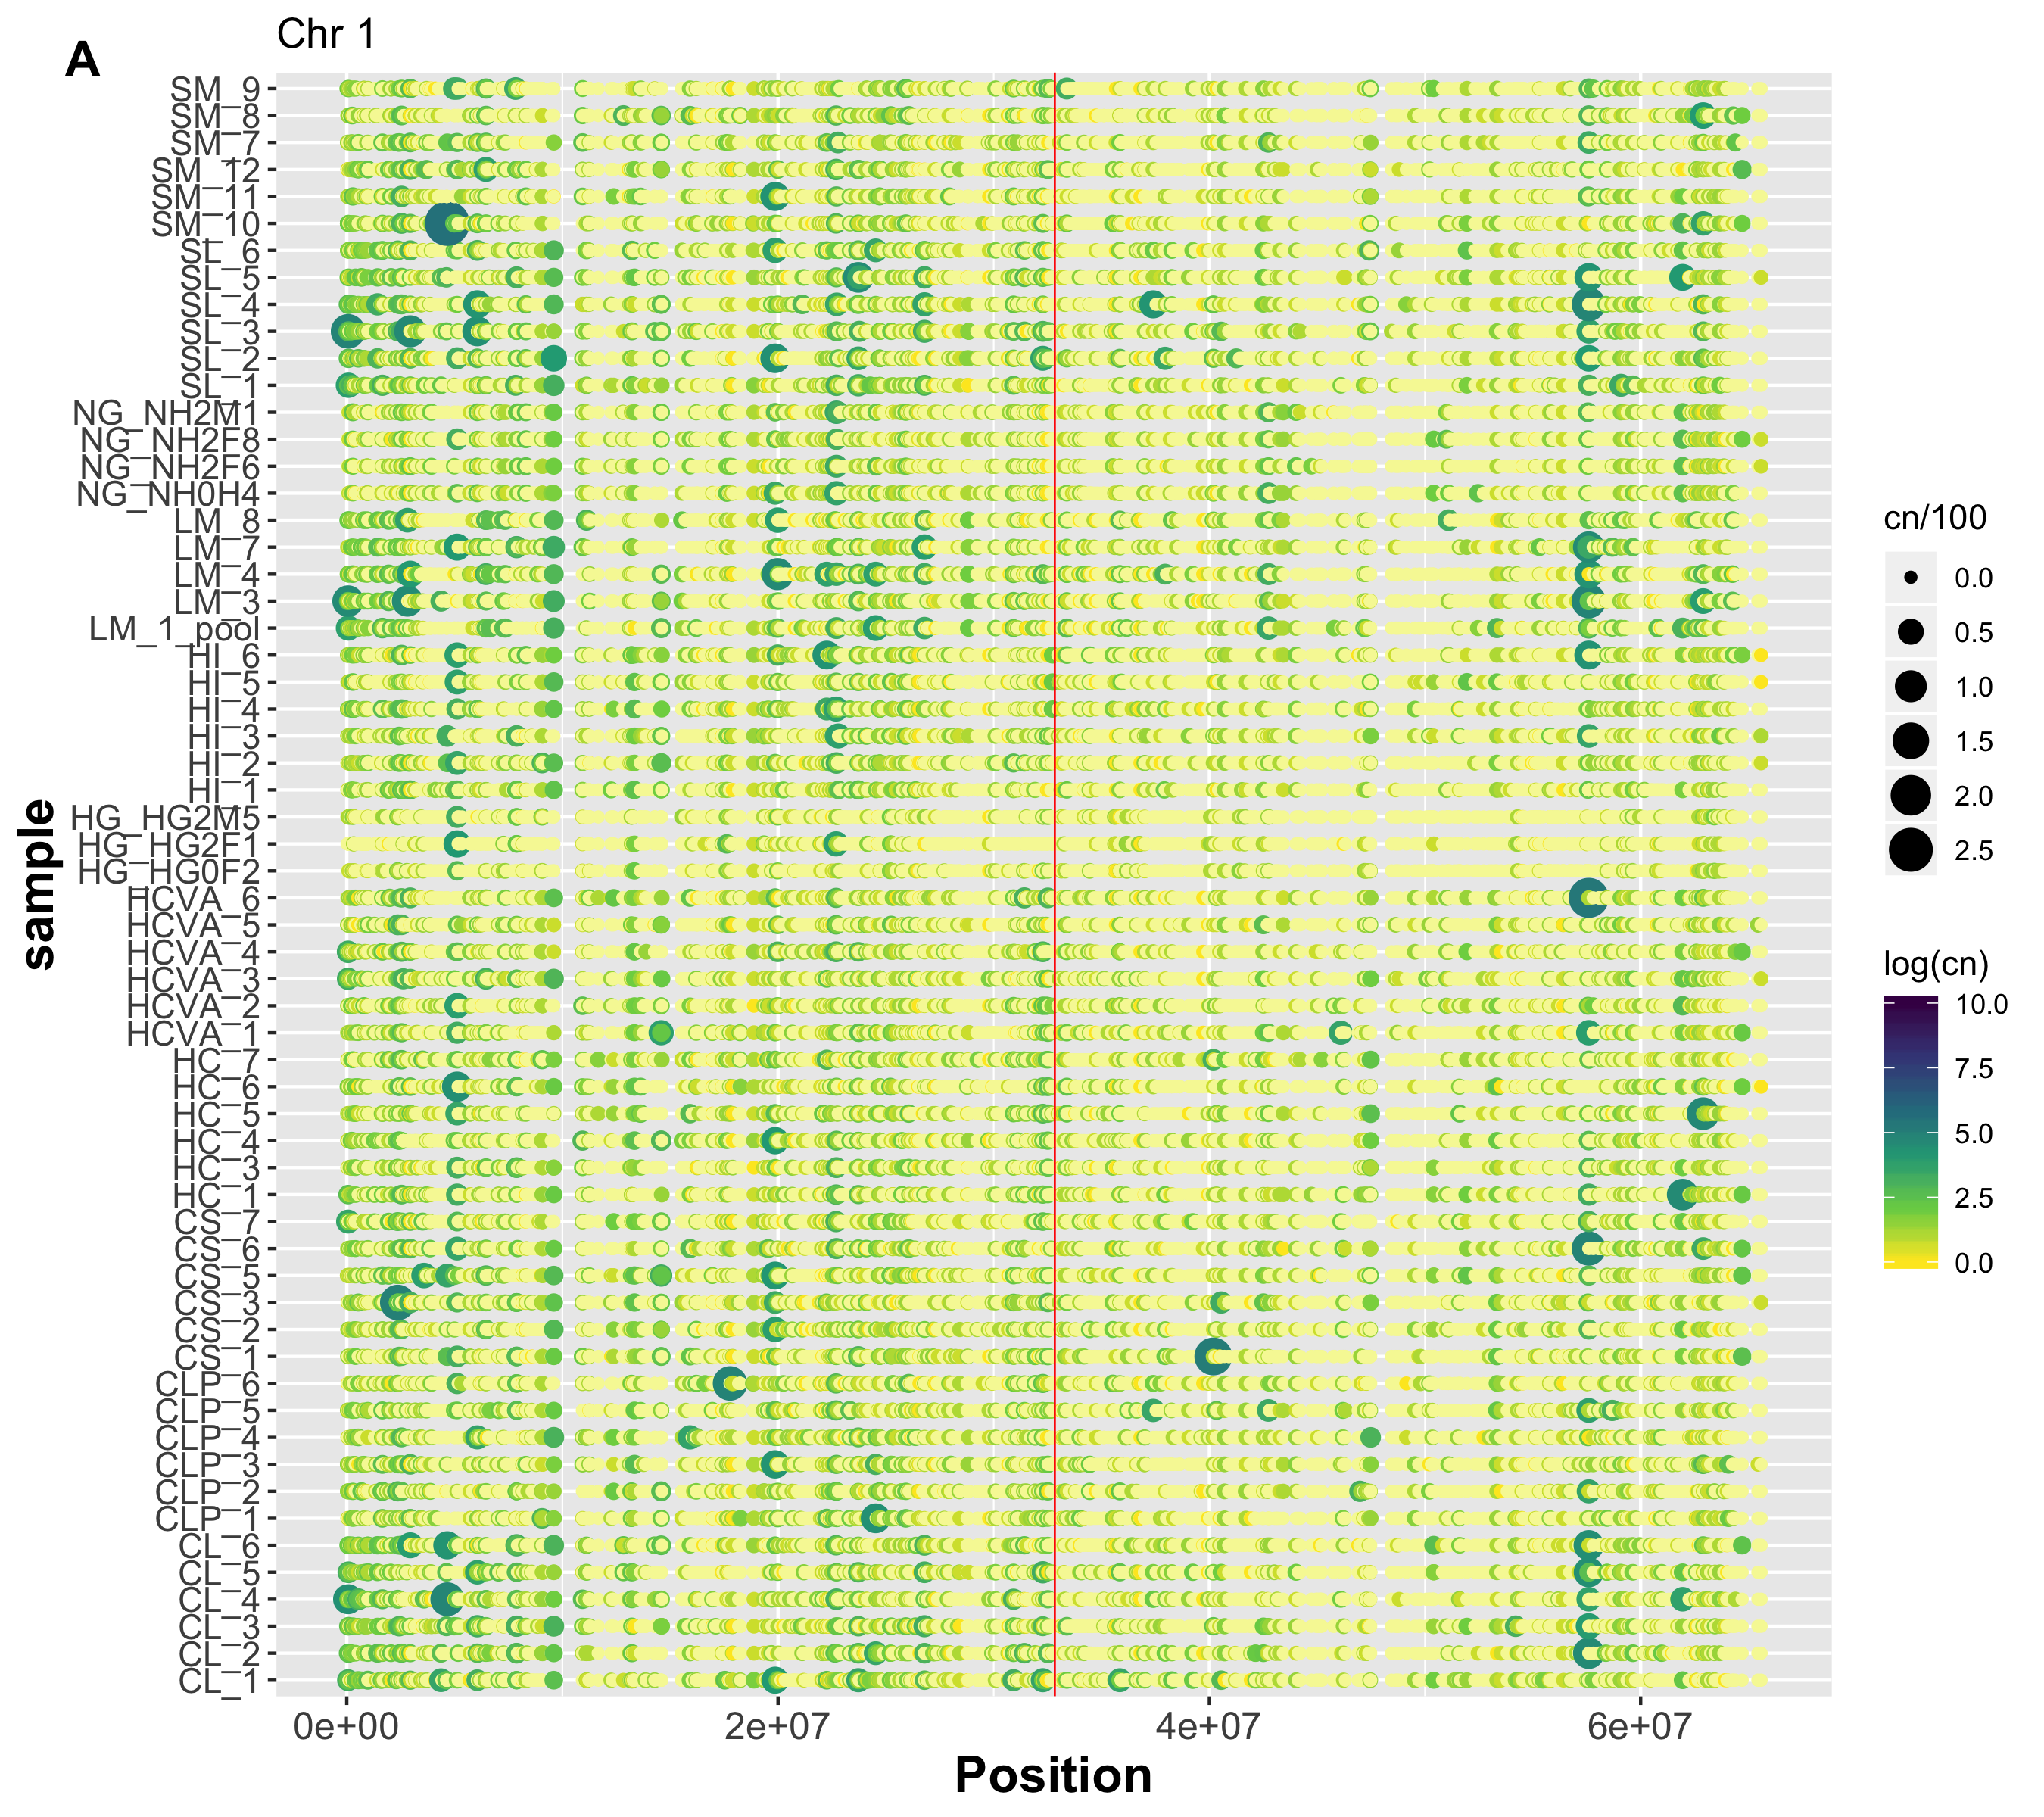 Chr 1
A
SM_9
SM_8
SM_7
SM_12
SM_11
SM_10
SL_6
SL_5
SL_4
SL_3
SL_2
SL_1
NG_NH2M1
NG_NH2F8
NG_NH2F6
NG_NH0H4
LM_8
LM_7
LM_4
LM_3
LM_1_pool
HI_6
HI_5
HI_4
HI_3
HI_2
HI_1
HG_HG2M5
HG_HG2F1
HG_HG0F2
HCVA_6
HCVA_5
HCVA_4
HCVA_3
HCVA_2
HCVA_1
HC_7
HC_6
HC_5
HC_4
HC_3
HC_1
CS_7
CS_6
CS_5
CS_3
CS_2
CS_1
CLP_6
CLP_5
CLP_4
CLP_3
CLP_2
CLP_1
CL_6
CL_5
CL_4
CL_3
CL_2
CL_1
sample
0e+00 2e+07 4e+07 6e+07
Position
cn/100
0.0
0.5
1.0
1.5
2.0
2.5
log(cn)
10.0
7.5
5.0
2.5
0.0